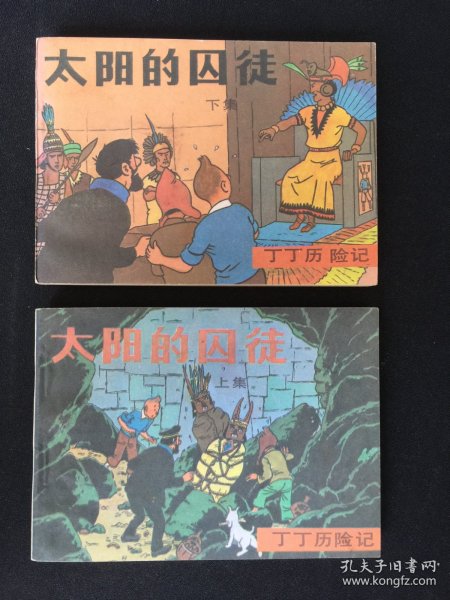 太阳的囚徒
下集
丁丁历险记
太阳的囚徒
上集
丁丁历险记
孔夫子旧书网
www.kongfz.com